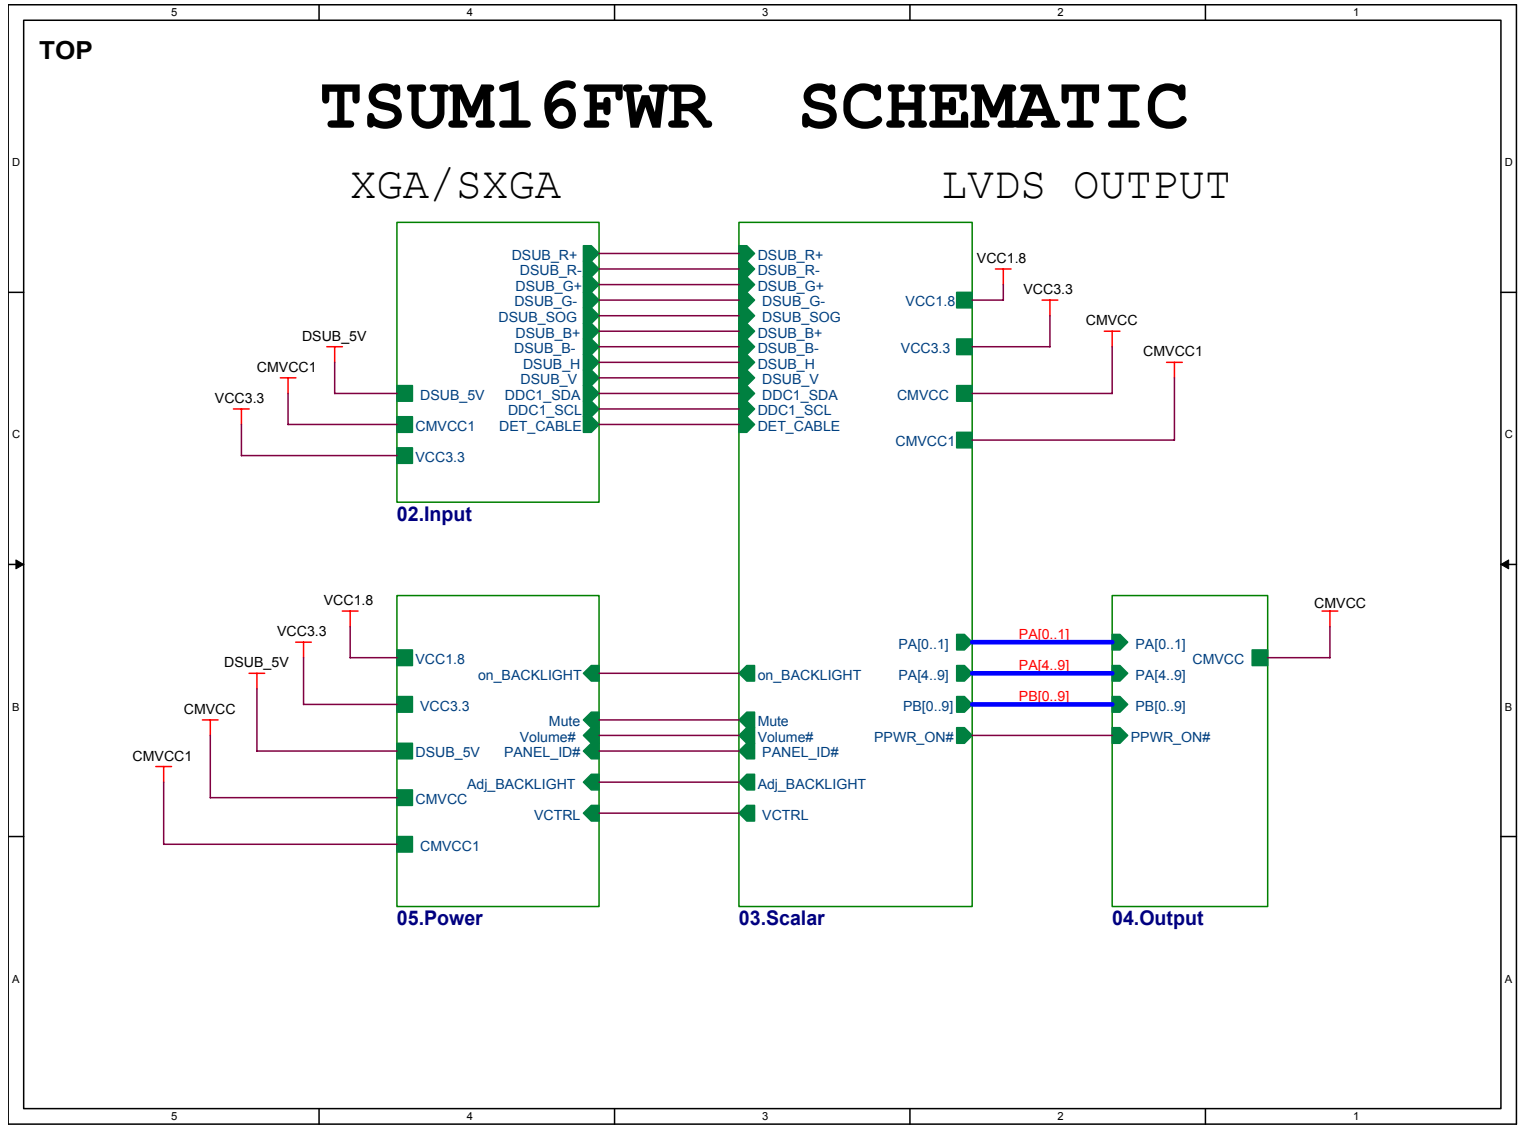 5 4 3 2 1
TOP
TSUM16FWR SCHEMATIC
D D
XGA/SXGA LVDS OUTPUT
DSUB_R+ DSUB_R+
DSUB_R- DSUB_R-
DSUB_G+ DSUB_G+
DSUB_G- DSUB_G-
DSUB_SOG DSUB_SOG
DSUB_B+ DSUB_B+
DSUB_B- DSUB_B-
DSUB_H DSUB_H
DSUB_V DSUB_V
DDC1_SDA DDC1_SDA
DDC1_SCL DDC1_SCL
DET_CABLE DET_CABLE
DSUB_5V
CMVCC1
VCC3.3
DSUB_5V
CMVCC1
VCC3.3
02.Input
VCC1.8
VCC3.3
CMVCC
CMVCC1
VCC1.8
VCC3.3
CMVCC
CMVCC1
C C
VCC1.8
VCC3.3
DSUB_5V
CMVCC
CMVCC1
VCC1.8
VCC3.3
DSUB_5V
CMVCC
CMVCC1
on_BACKLIGHT on_BACKLIGHT
Mute Mute
Volume# Volume#
PANEL_ID# PANEL_ID#
Adj_BACKLIGHT Adj_BACKLIGHT
VCTRL VCTRL
PA[0..1] PA[0..1] PA[0..1]
PA[4..9] PA[4..9] PA[4..9]
PB[0..9] PB[0..9] PB[0..9]
PPWR_ON# PPWR_ON#
CMVCC
CMVCC
B B
05.Power 03.Scalar 04.Output
A A
5 4 3 2 1